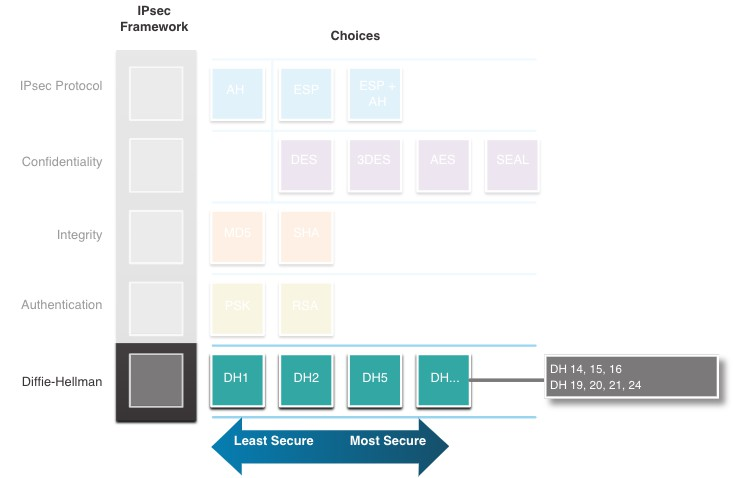 IPsec
Framework
Choices
IPsec Protocol
AH
ESP
ESP +
AH
Confidentiality
DES
3DES
AES
SEAL
Integrity
MD5
SHA
Authentication
PSK
RSA
Diffie-Hellman
DH1
DH2
DH5
DH...
DH 14, 15, 16
DH 19, 20, 21, 24
Least Secure
Most Secure